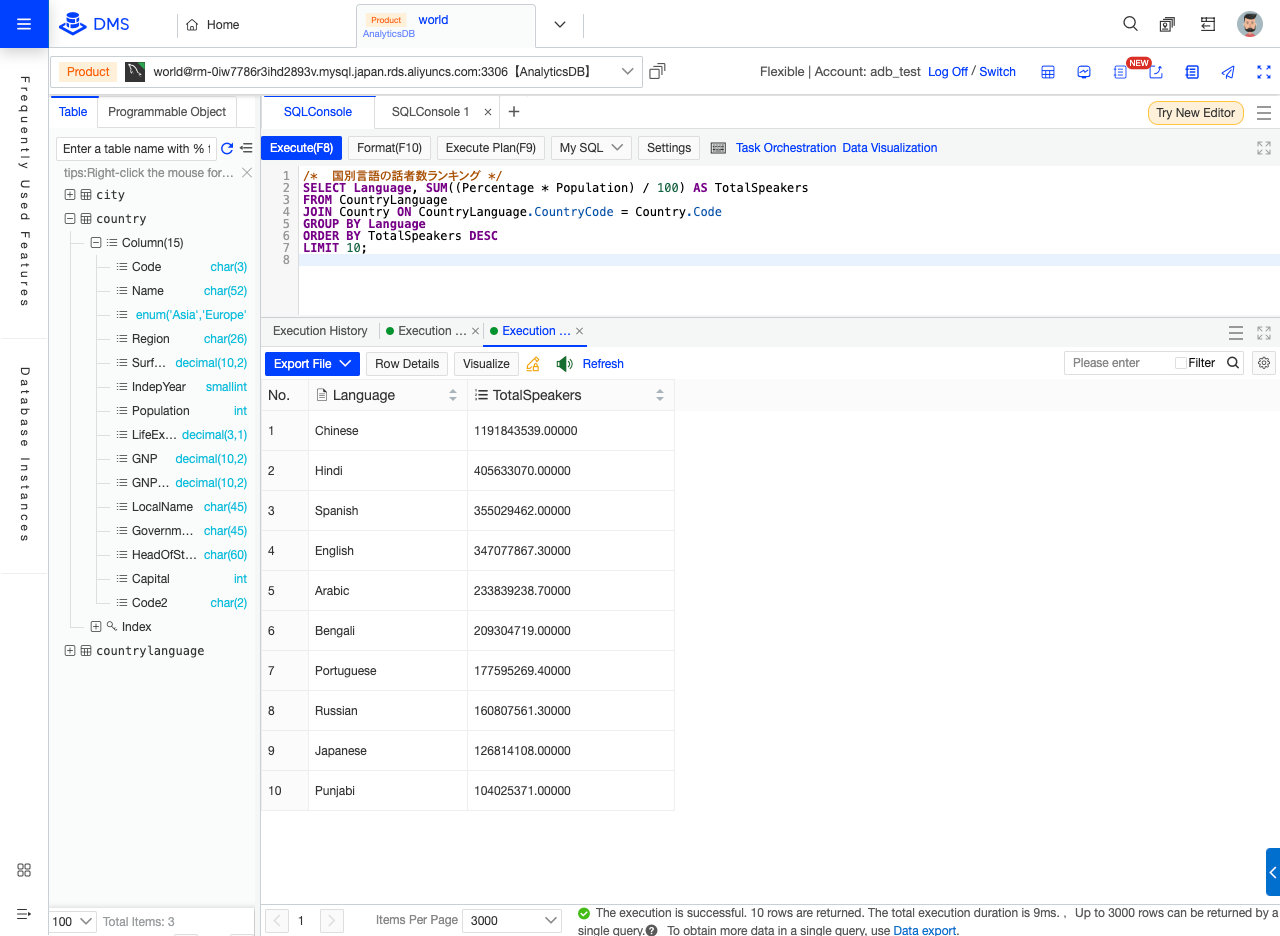 DMS
Home
Product world
AnalyticsDB
Product world@rm-0iw7786r3ihd2893v.mysql.japan.rds.aliyuncs.com:3306【AnalyticsDB】
Flexible | Account: adb_test Log Off / Switch
NEW
Frequently Used Features
Database Instances
Table Programmable Object
SQLConsole SQLConsole 1
Try New Editor
Enter a table name with % f
tips:Right-click the mouse for...
Execute(F8) Format(F10) Execute Plan(F9) My SQL Settings Task Orchestration Data Visualization
city
country
Column(15)
Code char(3)
Name char(52)
enum('Asia','Europe'
Region char(26)
Surf... decimal(10,2)
IndepYear smallint
Population int
LifeEx... decimal(3,1)
GNP decimal(10,2)
GNP... decimal(10,2)
LocalName char(45)
Governm... char(45)
HeadOfSt... char(60)
Capital int
Code2 char(2)
Index
countrylanguage
100 Total Items: 3
1 /* 国別言語の話者数ランキング */
2 SELECT Language, SUM((Percentage * Population) / 100) AS TotalSpeakers
3 FROM CountryLanguage
4 JOIN Country ON CountryLanguage.CountryCode = Country.Code
5 GROUP BY Language
6 ORDER BY TotalSpeakers DESC
7 LIMIT 10;
8
Execution History Execution ... Execution ...
Export File Row Details Visualize Refresh
Please enter Filter
No. Language TotalSpeakers
1 Chinese 1191843539.00000
2 Hindi 405633070.00000
3 Spanish 355029462.00000
4 English 347077867.30000
5 Arabic 233839238.70000
6 Bengali 209304719.00000
7 Portuguese 177595269.40000
8 Russian 160807561.30000
9 Japanese 126814108.00000
10 Punjabi 104025371.00000
1 Items Per Page 3000
The execution is successful. 10 rows are returned. The total execution duration is 9ms. , Up to 3000 rows can be returned by a
single query. To obtain more data in a single query, use Data export.